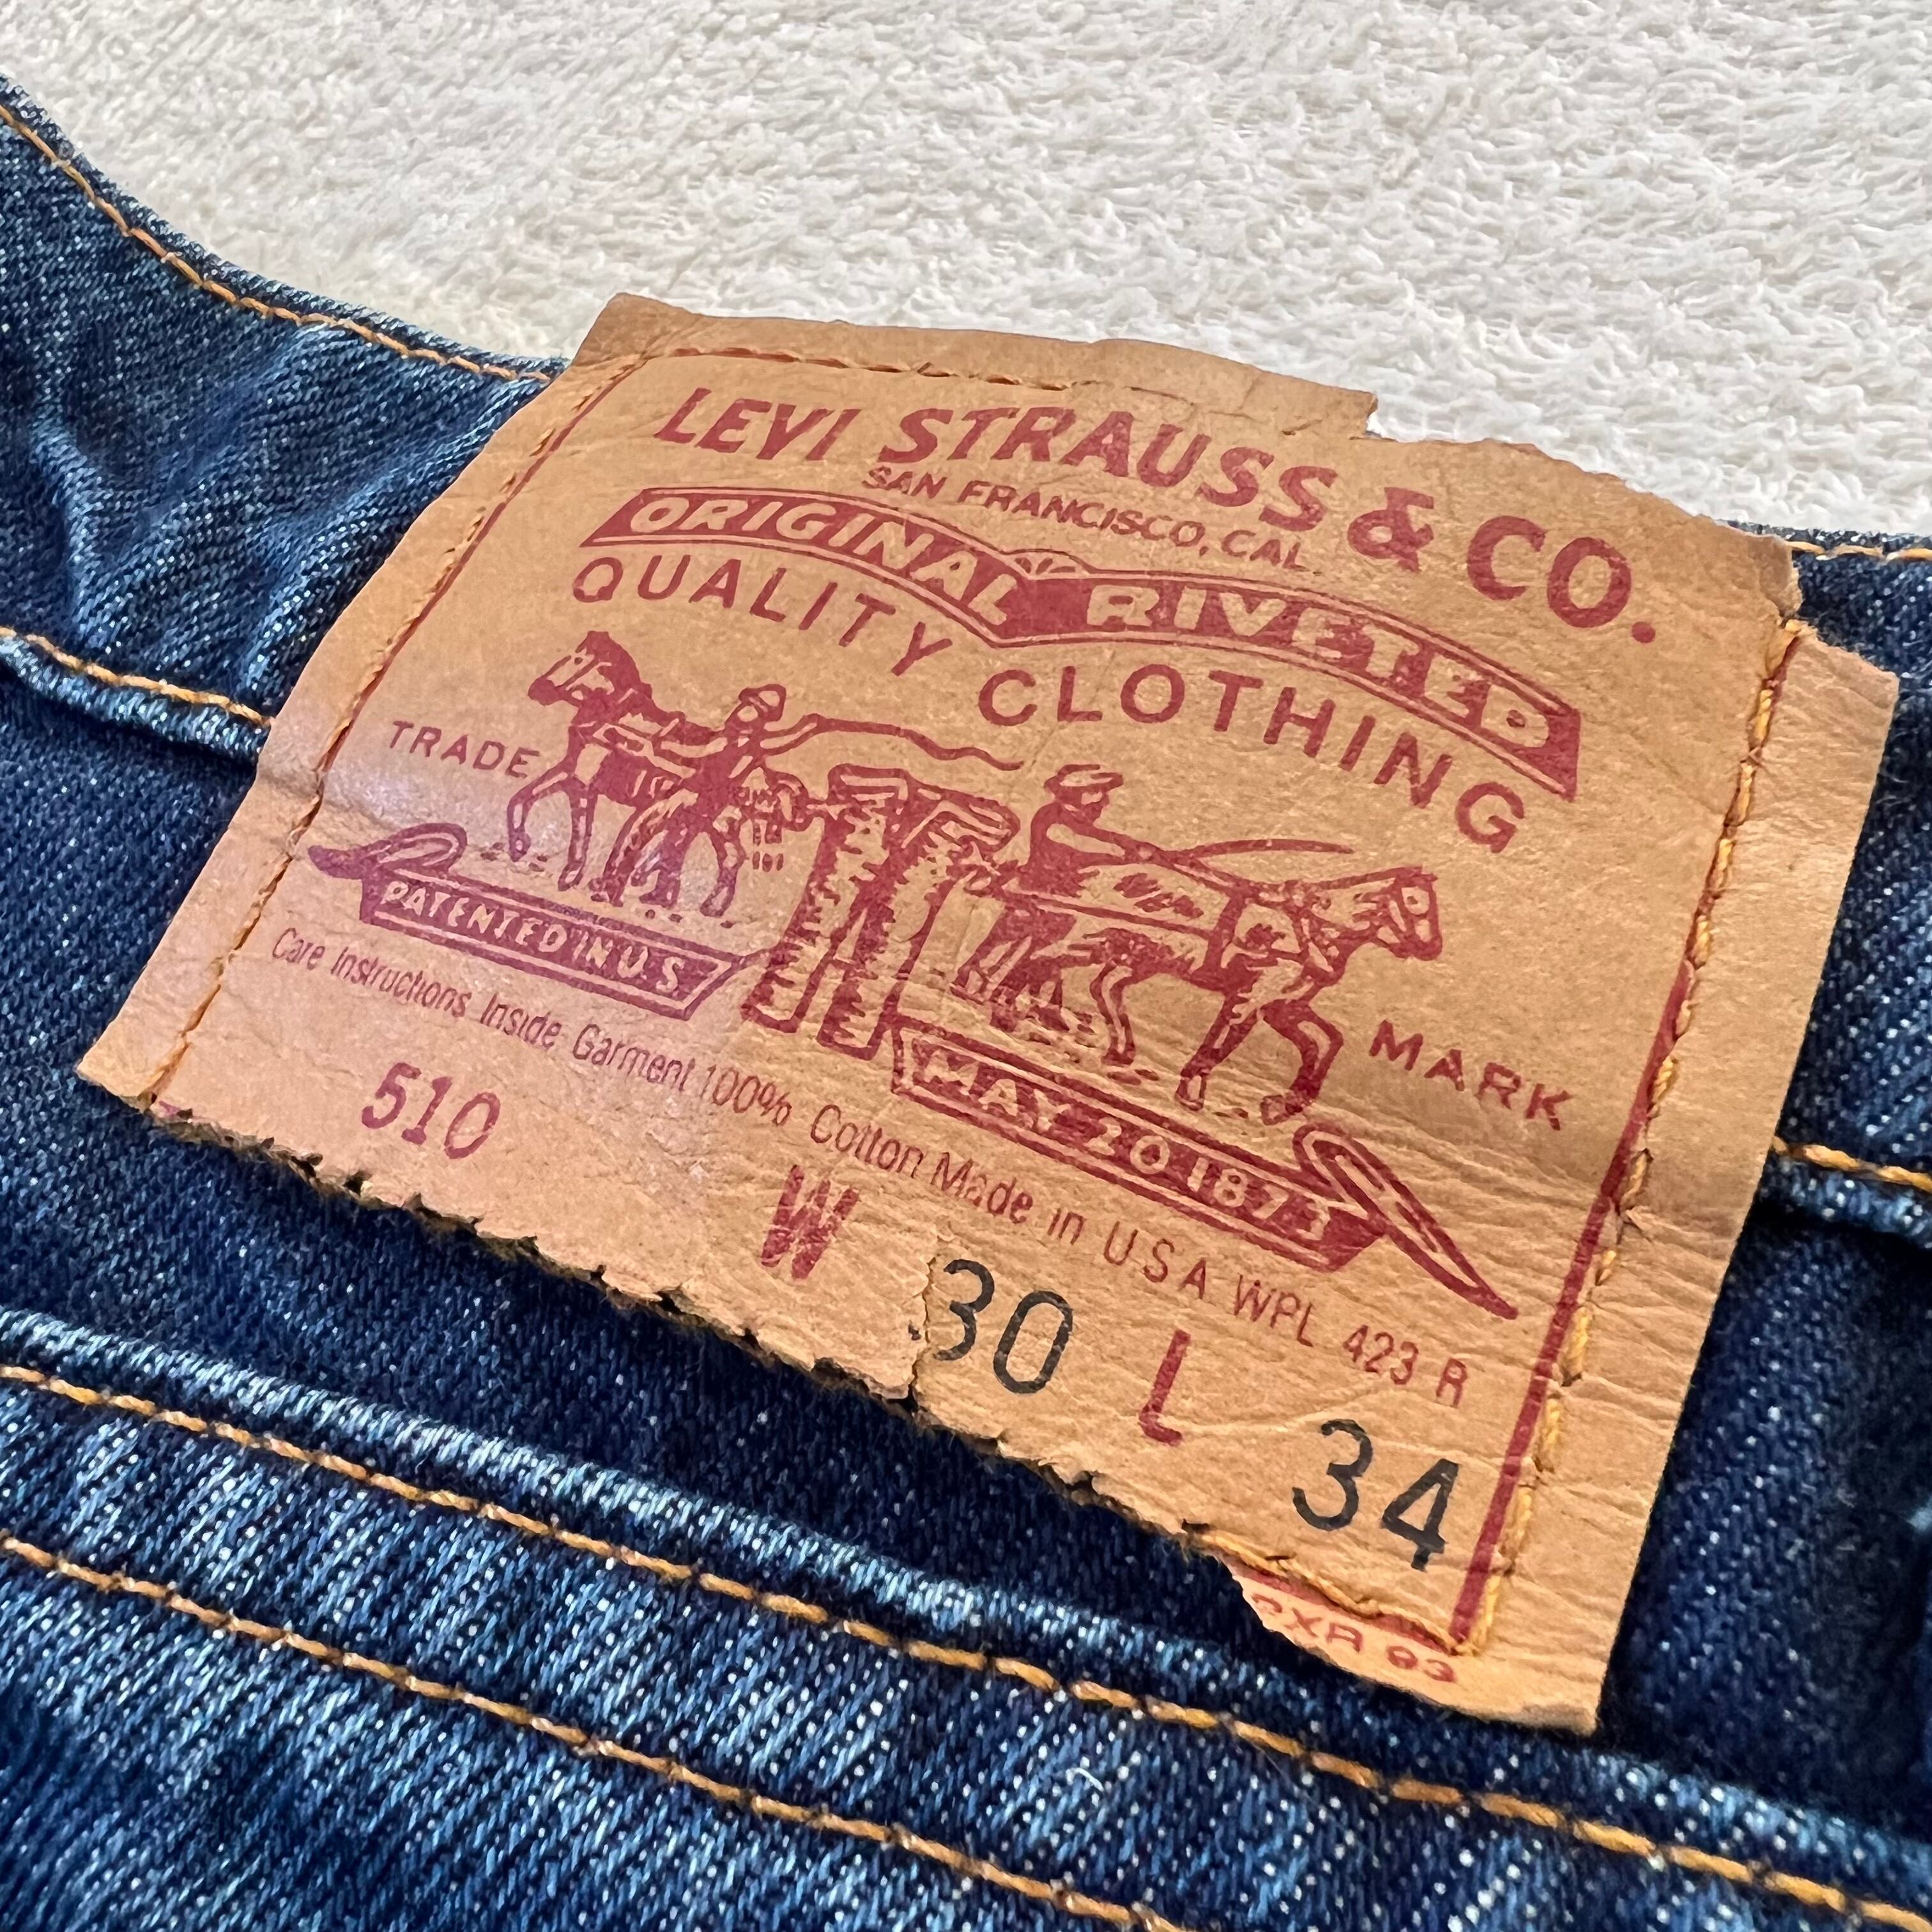 LEVI STRAUSS & CO.
SAN FRANCISCO, CAL.
ORIGINAL RIVETED
QUALITY CLOTHING
TRADE MARK
PATENTED IN U.S. MAY 20 1873
Care Instructions Inside Garment 100% Cotton Made in U S A WPL 423 R
510 W 30 L 34